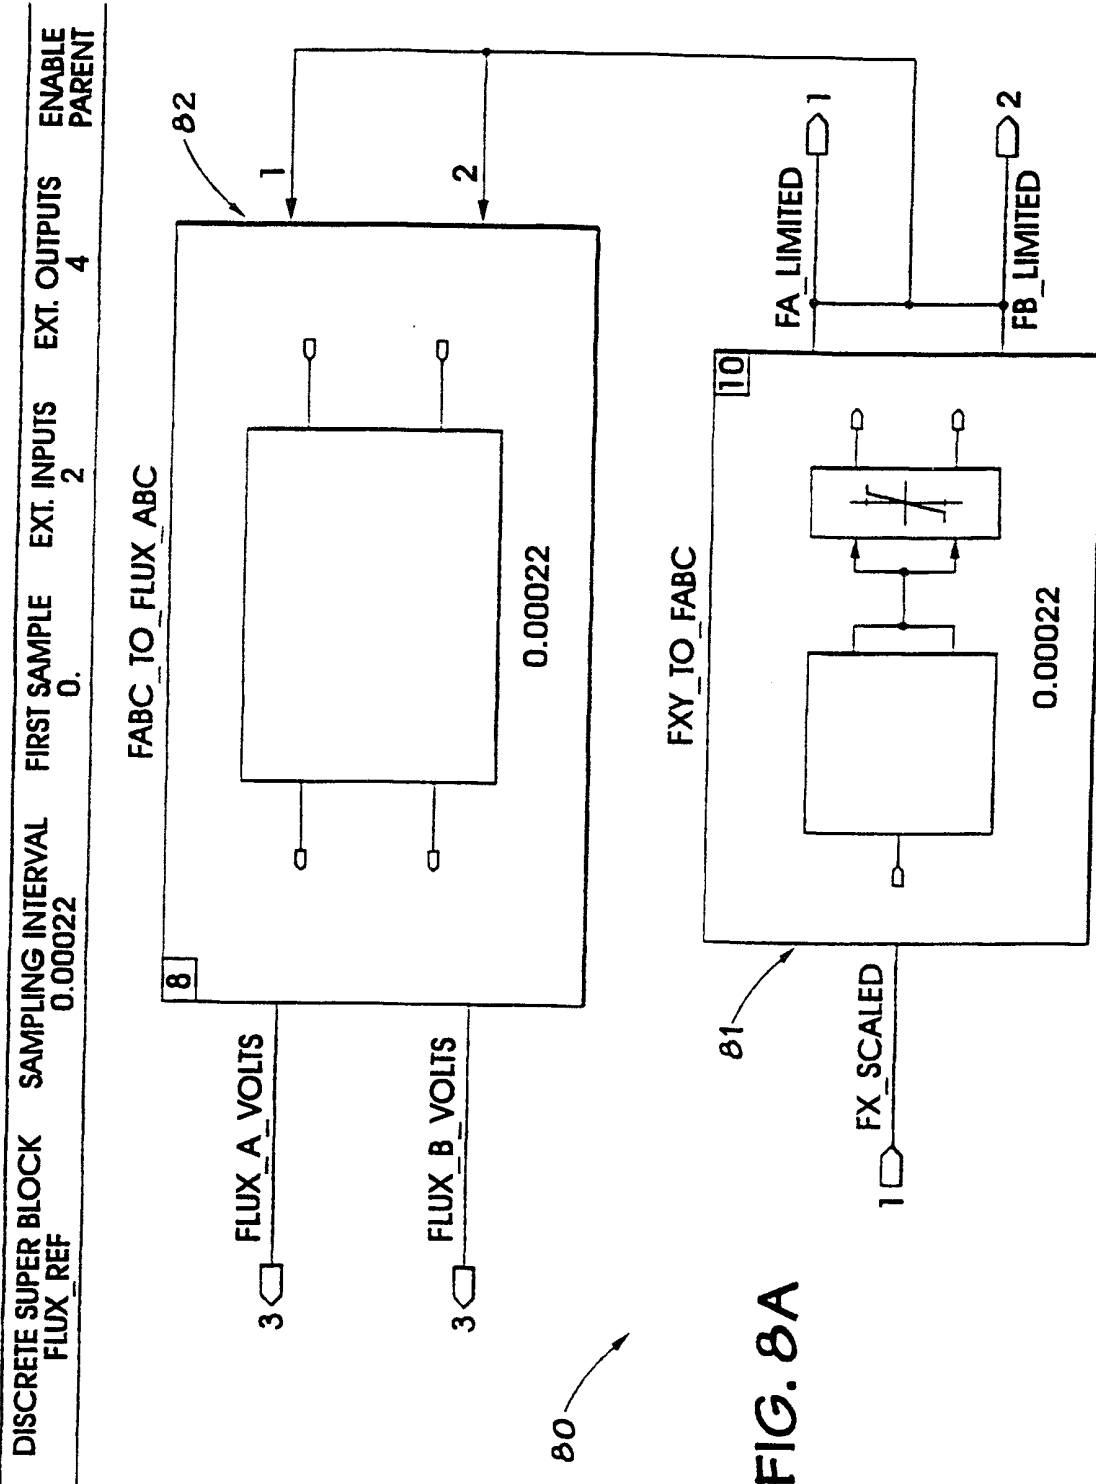 DISCRETE SUPER BLOCK SAMPLING INTERVAL FIRST SAMPLE EXT. INPUTS EXT. OUTPUTS ENABLE
FLUX_REF 0.00022 0. 2 4 PARENT
FABC_TO_FLUX_ABC
82
8
FLUX_A_VOLTS
3
1
FLUX_B_VOLTS
3
2
0.00022
80
FXY_TO_FABC
81
10
FA_LIMITED
1
FX_SCALED
1
FB_LIMITED
2
0.00022
FIG. 8A